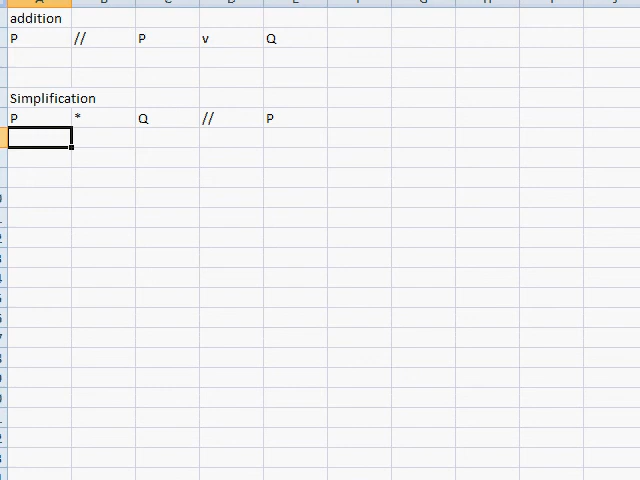 addition
P // P v Q
Simplification
P * Q // P